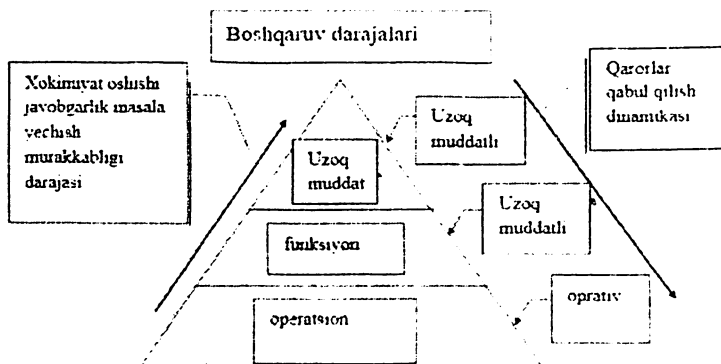 Boshqaruv darajalari
Xokimiyat oshishi
javobgarlik masala
yechish
murakkabligi
darajasi
Qarorlar
qabul qilish
dinamikasi
Uzoq
muddatli
Uzoq
muddat
Uzoq
muddatli
funksiyon
oprativ
operatsion